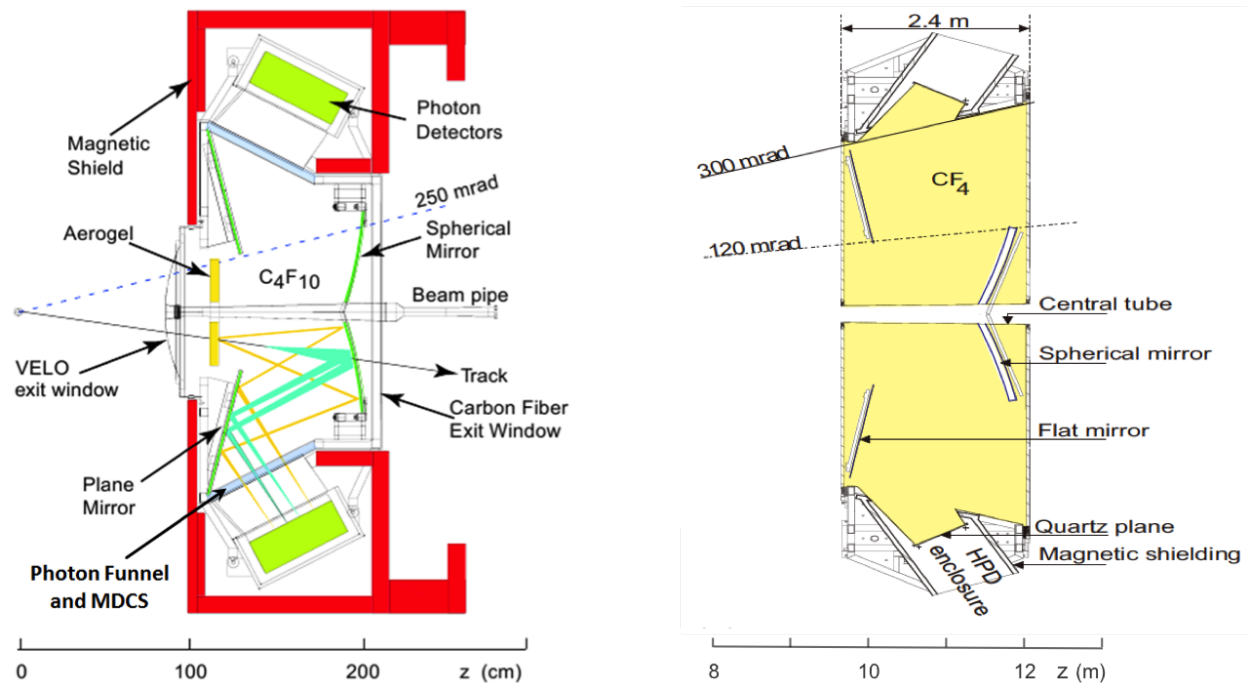 Magnetic
Shield
Photon
Detectors
250 mrad
Aerogel
Spherical
Mirror
C4F10
Beam pipe
VELO
exit window
Track
Carbon Fiber
Exit Window
Plane
Mirror
Photon Funnel
and MDCS
0
100
200
z (cm)
2.4 m
300 mrad
CF4
120 mrad
Central tube
Spherical mirror
Flat mirror
Quartz plane
Magnetic shielding
HPD
enclosure
8
10
12
z (m)